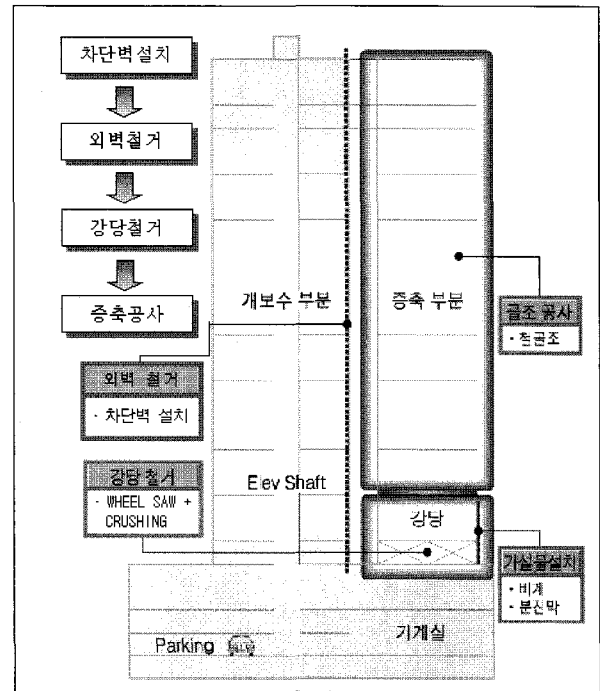 차단벽설치
외벽철거
강당철거
증축공사
개보수 부분
증축 부분
골조 공사
· 철골조
외벽 철거
· 차단벽 설치
강당 철거
· WHEEL SAW +
CRUSHING
Elev Shaft
강당
가설물설치
· 비계
· 분진막
기계실
Parking